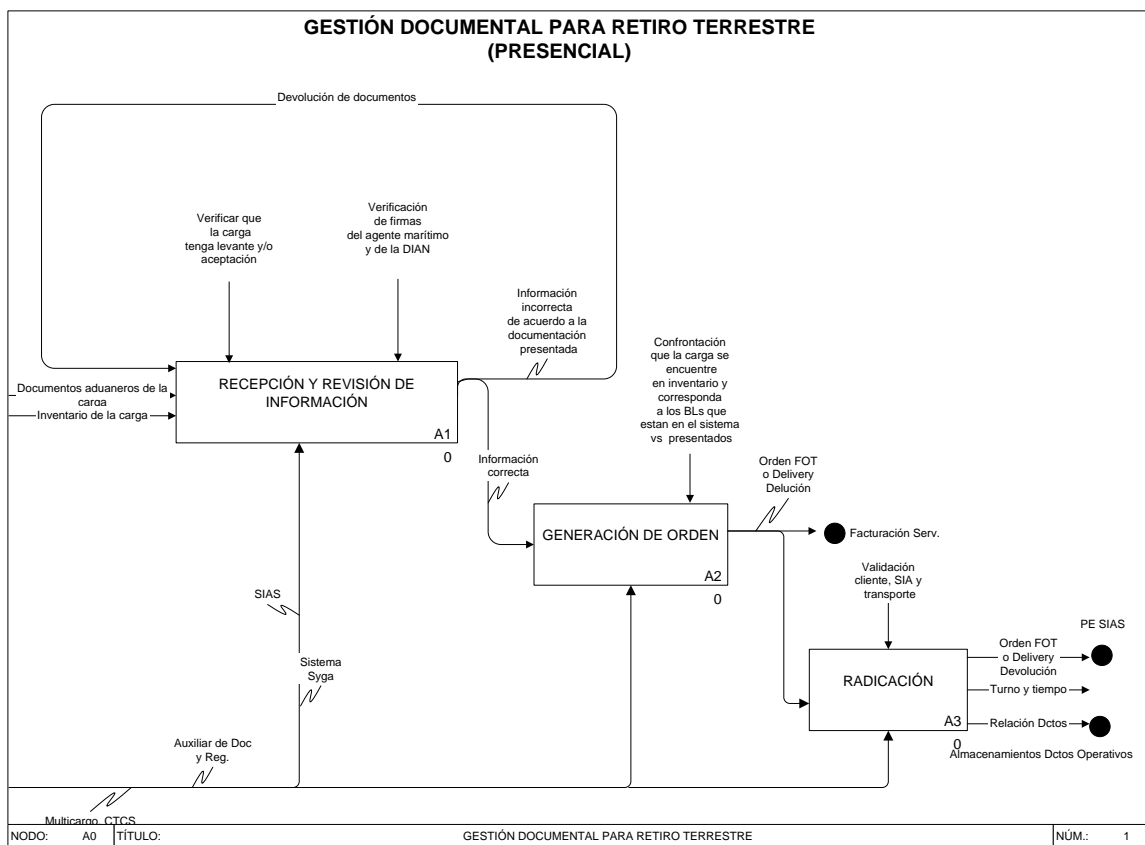 GESTIÓN DOCUMENTAL PARA RETIRO TERRESTRE
(PRESENCIAL)
Devolución de documentos
Verificar que
la carga
tenga levante y/o
aceptación
Verificación
de firmas
del agente marítimo
y de la DIAN
Información
incorrecta
de acuerdo a la
documentación
presentada
Confrontación
que la carga se
encuentre
en inventario y
corresponda
a los BLs que
estan en el sistema
vs presentados
Documentos aduaneros de la
carga
Inventario de la carga
RECEPCIÓN Y REVISIÓN DE
INFORMACIÓN
A1
0
Información
correcta
Orden FOT
o Delivery
Delución
GENERACIÓN DE ORDEN
A2
0
Facturación Serv.
Validación
cliente, SIA y
transporte
SIAS
Sistema
Syga
PE SIAS
RADICACIÓN
A3
0
Orden FOT
o Delivery
Devolución
Turno y tiempo
Relación Dctos
Almacenamientos Dctos Operativos
Auxiliar de Doc
y Reg.
Multicargo, CTCS
NODO: A0 TÍTULO: GESTIÓN DOCUMENTAL PARA RETIRO TERRESTRE NÚM.: 1